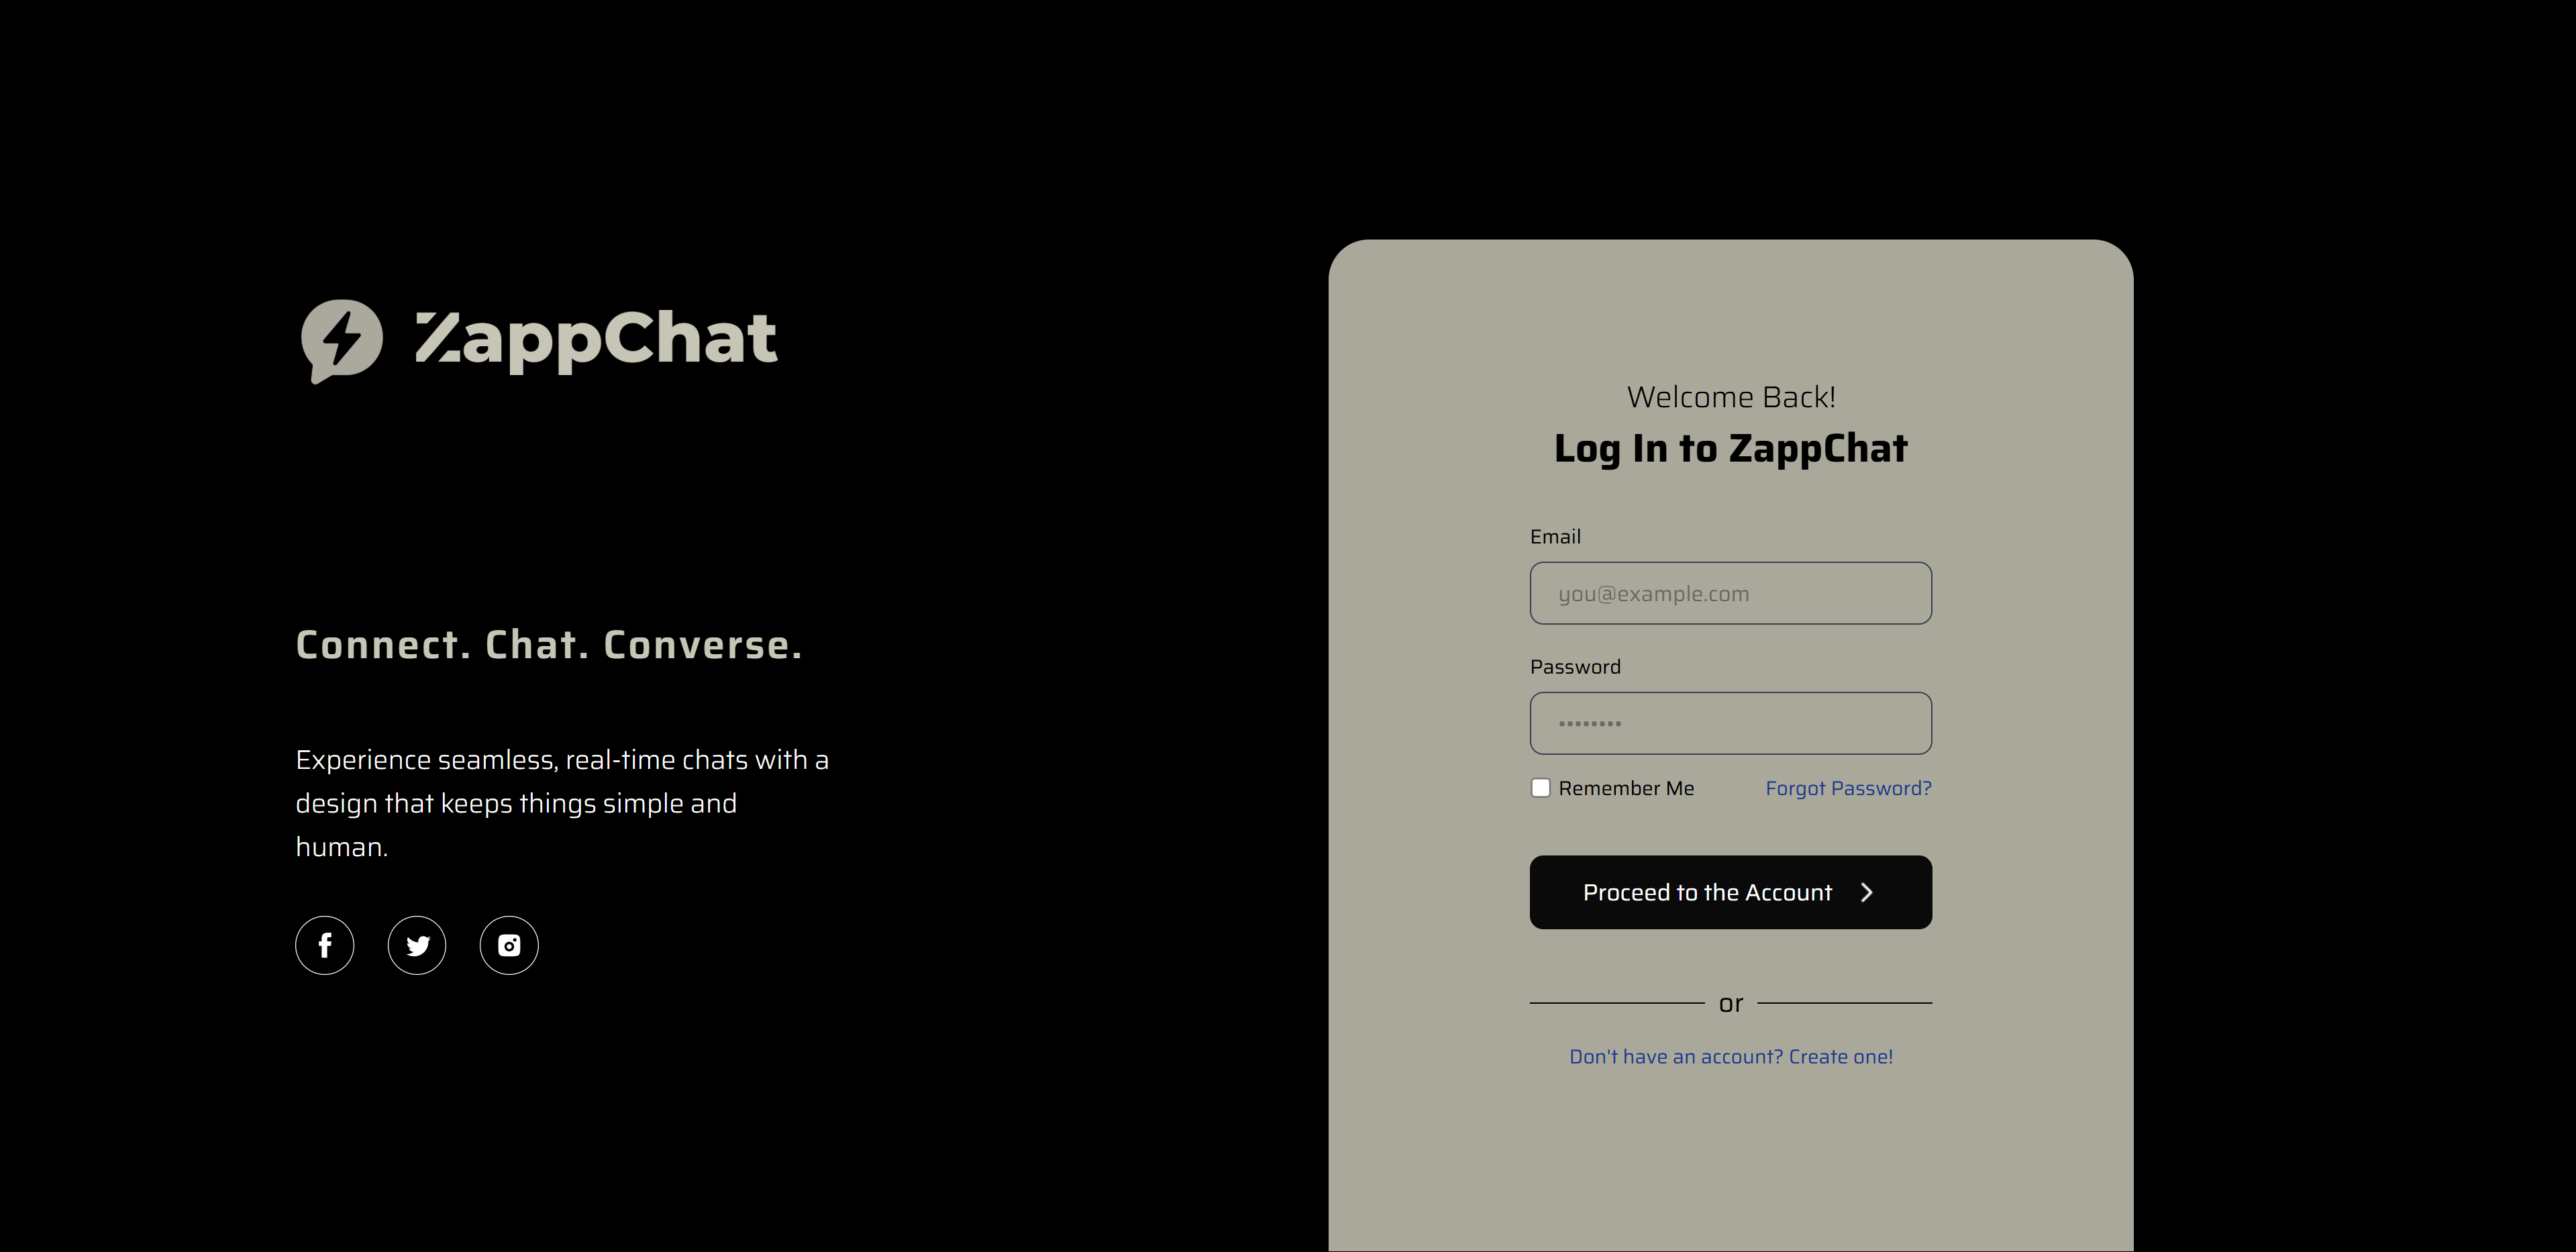 ZappChat
Connect. Chat. Converse.
Experience seamless, real-time chats with a
design that keeps things simple and
human.
Welcome Back!
Log In to ZappChat
Email
you@example.com
Password
••••••••
Remember Me
Forgot Password?
Proceed to the Account
or
Don't have an account? Create one!